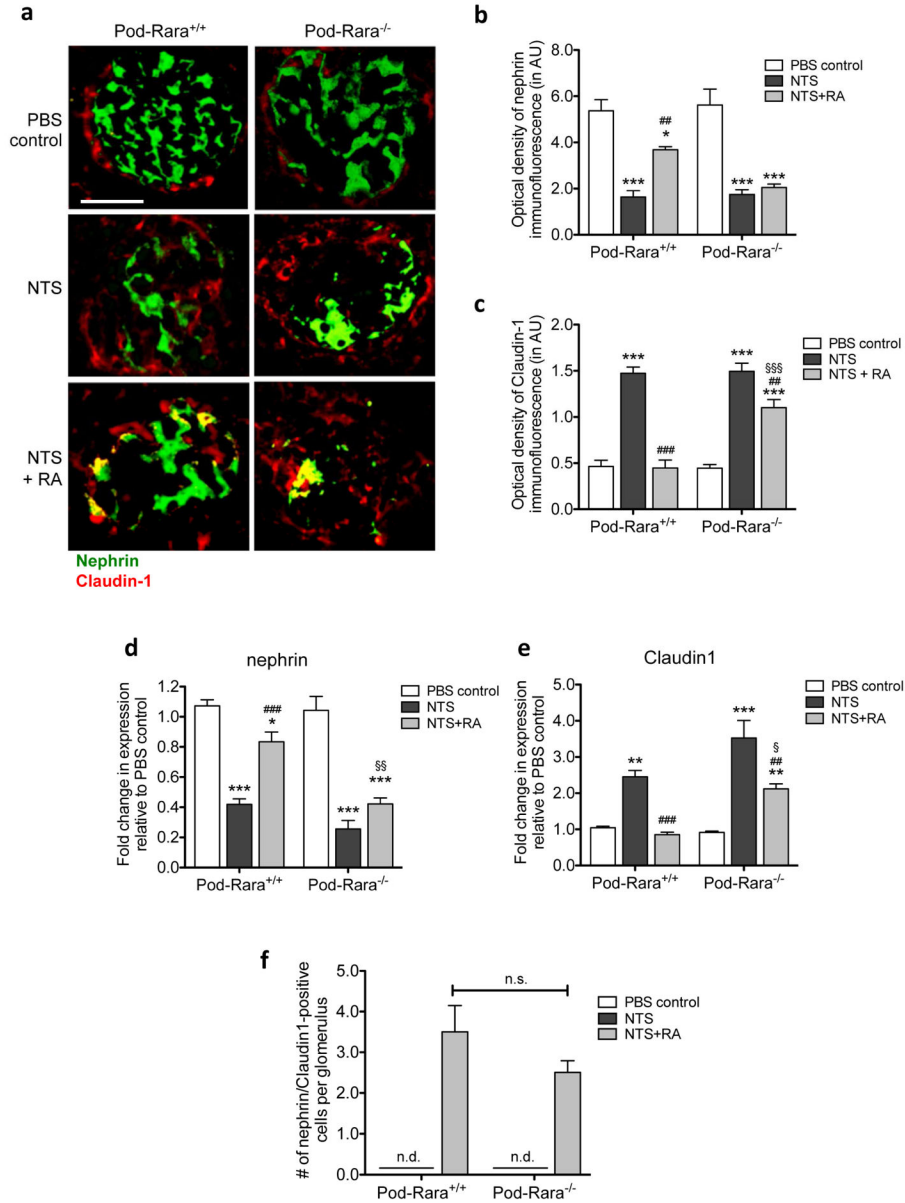 a
Pod-Rara+/+
Pod-Rara-/-
PBS
control
NTS
NTS
+ RA
Nephrin
Claudin-1
b
Optical density of nephrin
immunofluorescence (in AU)
8.0
6.0
4.0
2.0
0.0
***
##
*
***
***
Pod-Rara+/+
Pod-Rara-/-
PBS control
NTS
NTS+RA
c
Optical density of Claudin-1
immunofluorescence (in AU)
2.0
1.5
1.0
0.5
0.0
***
###
***
§§§
##
***
Pod-Rara+/+
Pod-Rara-/-
PBS control
NTS
NTS + RA
d
nephrin
Fold change in expression
relative to PBS control
1.2
1.0
0.8
0.6
0.4
0.2
0.0
***
###
*
***
§§
***
Pod-Rara+/+
Pod-Rara-/-
PBS control
NTS
NTS+RA
e
Claudin1
Fold change in expression
relative to PBS control
5.0
4.0
3.0
2.0
1.0
0.0
**
###
***
§
##
**
Pod-Rara+/+
Pod-Rara-/-
PBS control
NTS
NTS+RA
f
# of nephrin/Claudin1-positive
cells per glomerulus
5.0
4.0
3.0
2.0
1.0
0.0
n.s.
n.d.
n.d.
Pod-Rara+/+
Pod-Rara-/-
PBS control
NTS
NTS+RA